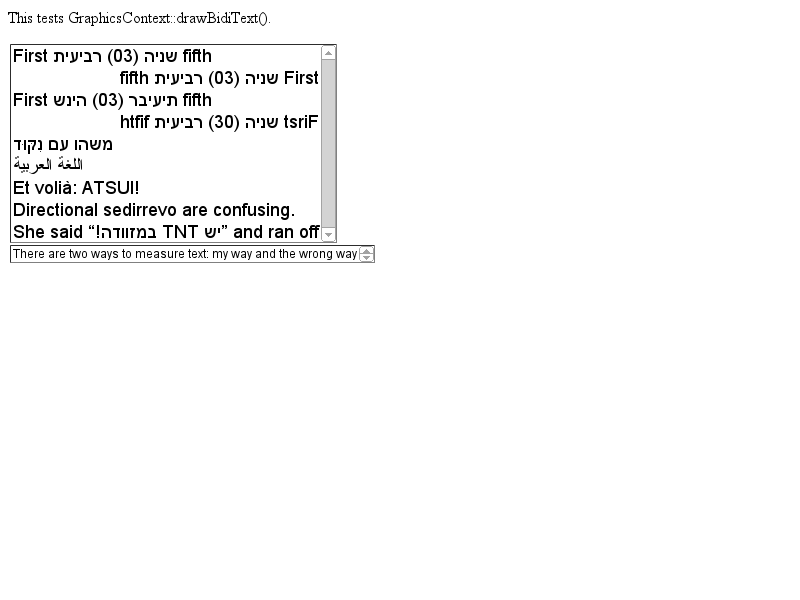 This tests GraphicsContext::drawBidiText().
First שניה (03) רביעית fifth
First שניה (03) רביעית fifth
First הינש (03) תיעיבר fifth
tsriF שניה (30) רביעית htfif
משהו עם נִקּוּד
اللغة العربية
Et volià: ATSUI!
Directional sedirrevo are confusing.
She said “יש TNT במזוודה!” and ran off
There are two ways to measure text: my way and the wrong way